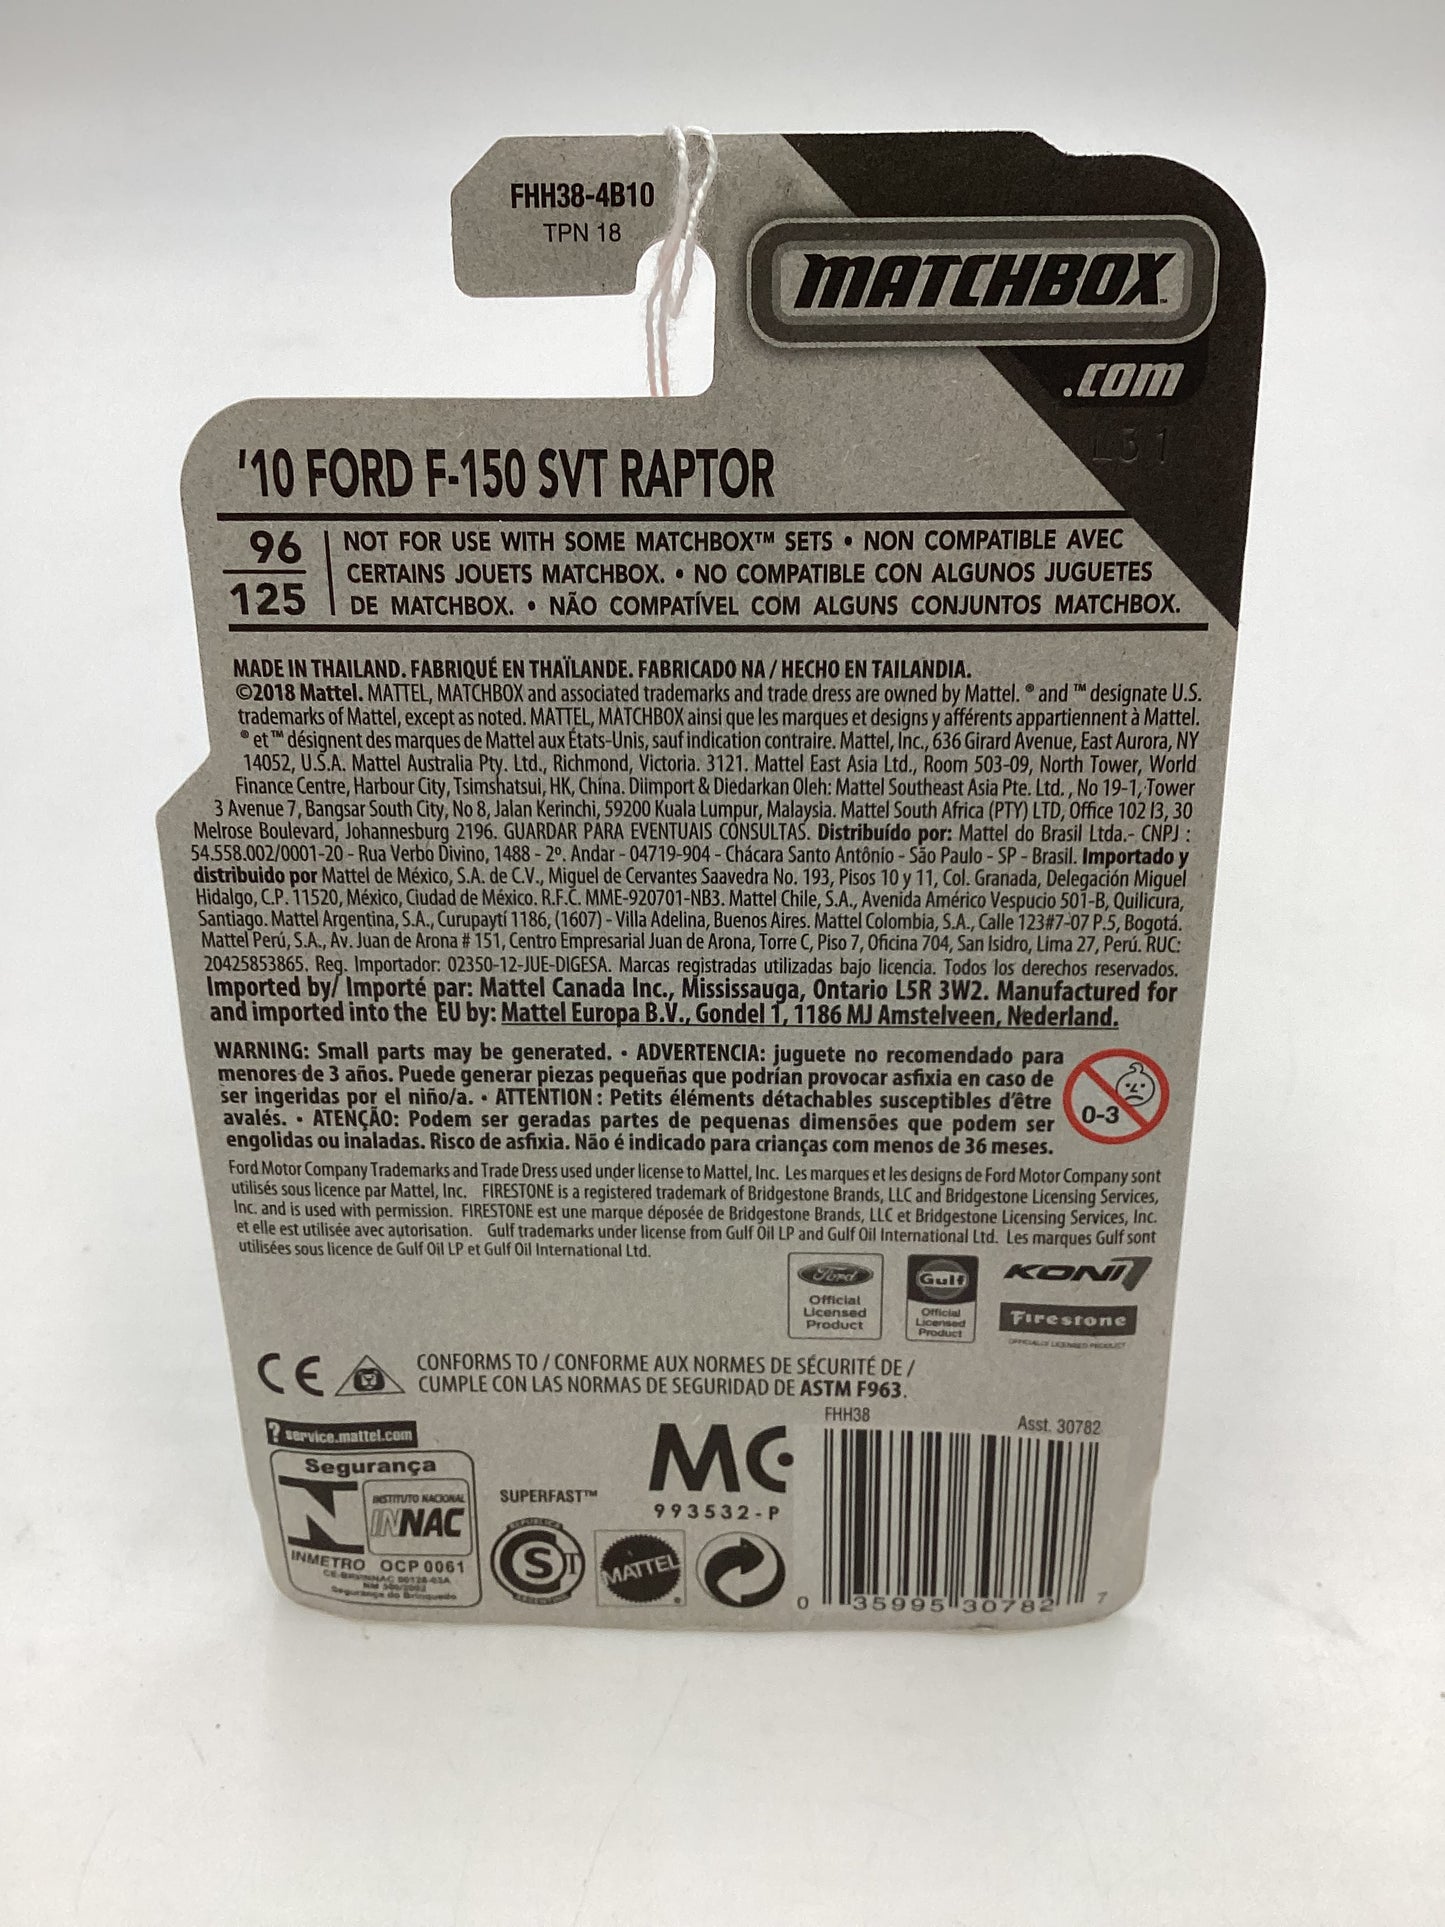 FHH38-4B10
TPN 18
MATCHBOX™
.com
L31
'10 FORD F-150 SVT RAPTOR
96
125
NOT FOR USE WITH SOME MATCHBOX™ SETS • NON COMPATIBLE AVEC
CERTAINS JOUETS MATCHBOX. • NO COMPATIBLE CON ALGUNOS JUGUETES
DE MATCHBOX. • NÃO COMPATÍVEL COM ALGUNS CONJUNTOS MATCHBOX.
MADE IN THAILAND. FABRIQUÉ EN THAÏLANDE. FABRICADO NA / HECHO EN TAILANDIA.
©2018 Mattel. MATTEL, MATCHBOX and associated trademarks and trade dress are owned by Mattel. ® and ™ designate U.S.
trademarks of Mattel, except as noted. MATTEL, MATCHBOX ainsi que les marques et designs y afférents appartiennent à Mattel.
® et ™ désignent des marques de Mattel aux États-Unis, sauf indication contraire. Mattel, Inc., 636 Girard Avenue, East Aurora, NY
14052, U.S.A. Mattel Australia Pty. Ltd., Richmond, Victoria. 3121. Mattel East Asia Ltd., Room 503-09, North Tower, World
Finance Centre, Harbour City, Tsimshatsui, HK, China. Diimport & Diedarkan Oleh: Mattel Southeast Asia Pte. Ltd. , No 19-1, Tower
3 Avenue 7, Bangsar South City, No 8, Jalan Kerinchi, 59200 Kuala Lumpur, Malaysia. Mattel South Africa (PTY) LTD, Office 102 I3, 30
Melrose Boulevard, Johannesburg 2196. GUARDAR PARA EVENTUAIS CONSULTAS. Distribuído por: Mattel do Brasil Ltda.- CNPJ :
54.558.002/0001-20 - Rua Verbo Divino, 1488 - 2º. Andar - 04719-904 - Chácara Santo Antônio - São Paulo - SP - Brasil. Importado y
distribuido por Mattel de México, S.A. de C.V., Miguel de Cervantes Saavedra No. 193, Pisos 10 y 11, Col. Granada, Delegación Miguel
Hidalgo, C.P. 11520, México, Ciudad de México. R.F.C. MME-920701-NB3. Mattel Chile, S.A., Avenida Américo Vespucio 501-B, Quilicura,
Santiago. Mattel Argentina, S.A., Curupaytí 1186, (1607) - Villa Adelina, Buenos Aires. Mattel Colombia, S.A., Calle 123#7-07 P.5, Bogotá.
Mattel Perú, S.A., Av. Juan de Arona # 151, Centro Empresarial Juan de Arona, Torre C, Piso 7, Oficina 704, San Isidro, Lima 27, Perú. RUC:
20425853865. Reg. Importador: 02350-12-JUE-DIGESA. Marcas registradas utilizadas bajo licencia. Todos los derechos reservados.
Imported by/ Importé par: Mattel Canada Inc., Mississauga, Ontario L5R 3W2. Manufactured for
and imported into the EU by: Mattel Europa B.V., Gondel 1, 1186 MJ Amstelveen, Nederland.
WARNING: Small parts may be generated. • ADVERTENCIA: juguete no recomendado para
menores de 3 años. Puede generar piezas pequeñas que podrían provocar asfixia en caso de
ser ingeridas por el niño/a. • ATTENTION : Petits éléments détachables susceptibles d'être
avalés. • ATENÇÃO: Podem ser geradas partes de pequenas dimensões que podem ser
engolidas ou inaladas. Risco de asfixia. Não é indicado para crianças com menos de 36 meses.
0-3
Ford Motor Company Trademarks and Trade Dress used under license to Mattel, Inc. Les marques et les designs de Ford Motor Company sont
utilisés sous licence par Mattel, Inc. FIRESTONE is a registered trademark of Bridgestone Brands, LLC and Bridgestone Licensing Services,
Inc. and is used with permission. FIRESTONE est une marque déposée de Bridgestone Brands, LLC et Bridgestone Licensing Services, Inc.
et elle est utilisée avec autorisation. Gulf trademarks under license from Gulf Oil LP and Gulf Oil International Ltd. Les marques Gulf sont
utilisées sous licence de Gulf Oil LP et Gulf Oil International Ltd.
Ford
Official
Licensed
Product
Gulf
Official
Licensed
Product
KONI
Firestone
OFFICIALLY LICENSED PRODUCT
CE
CONFORMS TO / CONFORME AUX NORMES DE SÉCURITÉ DE /
CUMPLE CON LAS NORMAS DE SEGURIDAD DE ASTM F963.
? service.mattel.com
Segurança
INSTITUTO NACIONAL
INNAC
INMETRO OCP 0061
Segurança do Brinquedo
SUPERFAST™
MC
993532-P
S
ARGENTINA
MATTEL®
FHH38
Asst. 30782
0 35995 30782 7